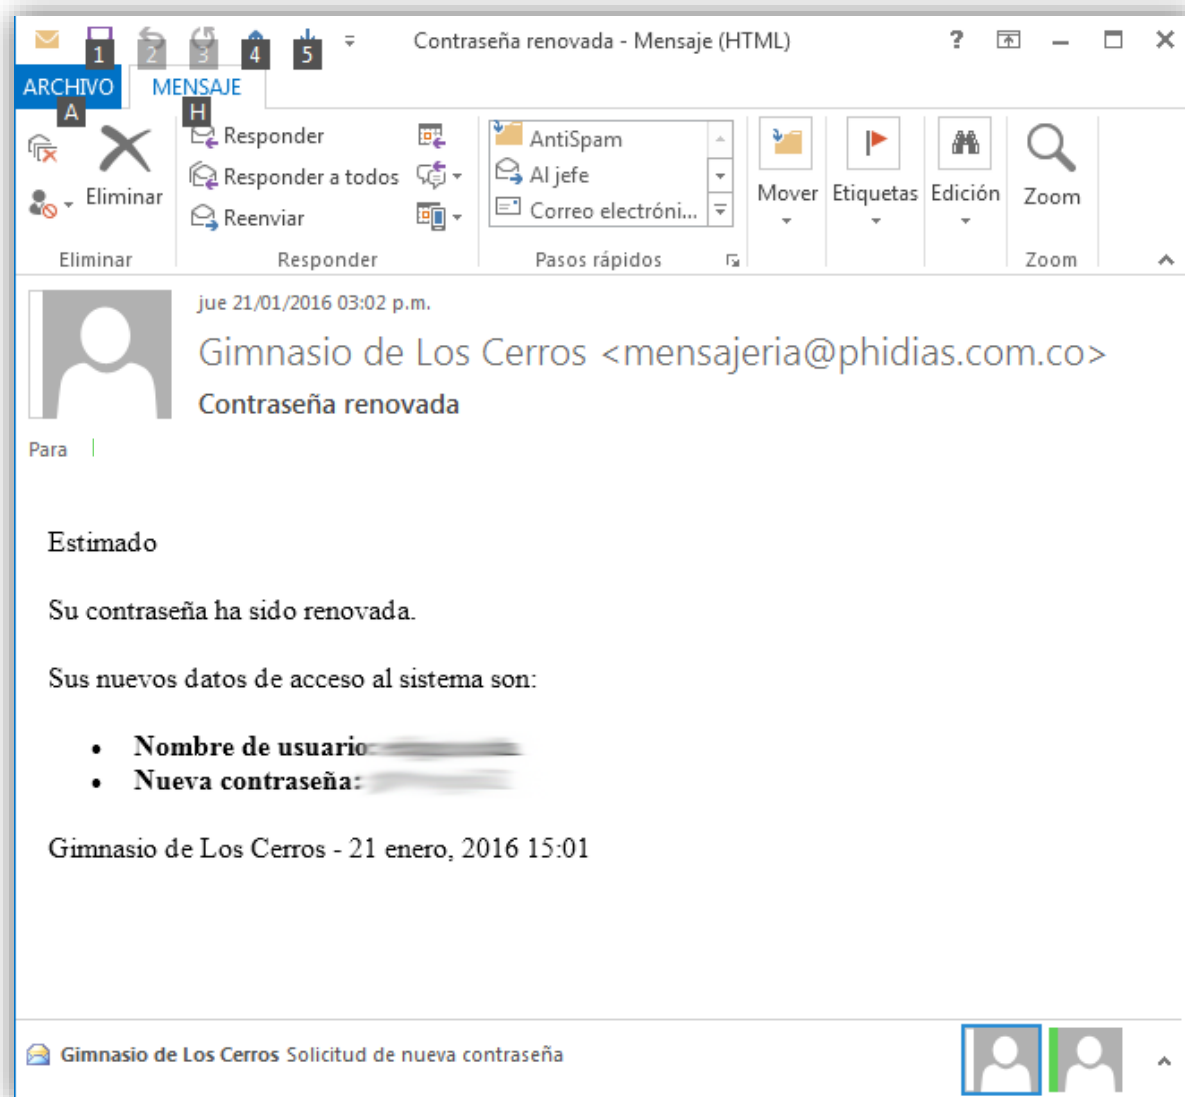 1 2 3 4 5 Contraseña renovada - Mensaje (HTML) ?
ARCHIVO MENSAJE
A H
Responder
Responder a todos
Reenviar
Eliminar
AntiSpam
Al jefe
Correo electróni...
Mover Etiquetas Edición Zoom
Eliminar Responder Pasos rápidos Zoom
jue 21/01/2016 03:02 p.m.
Gimnasio de Los Cerros <mensajeria@phidias.com.co>
Contraseña renovada
Para
Estimado
Su contraseña ha sido renovada.
Sus nuevos datos de acceso al sistema son:
• Nombre de usuario:
• Nueva contraseña:
Gimnasio de Los Cerros - 21 enero, 2016 15:01
Gimnasio de Los Cerros Solicitud de nueva contraseña